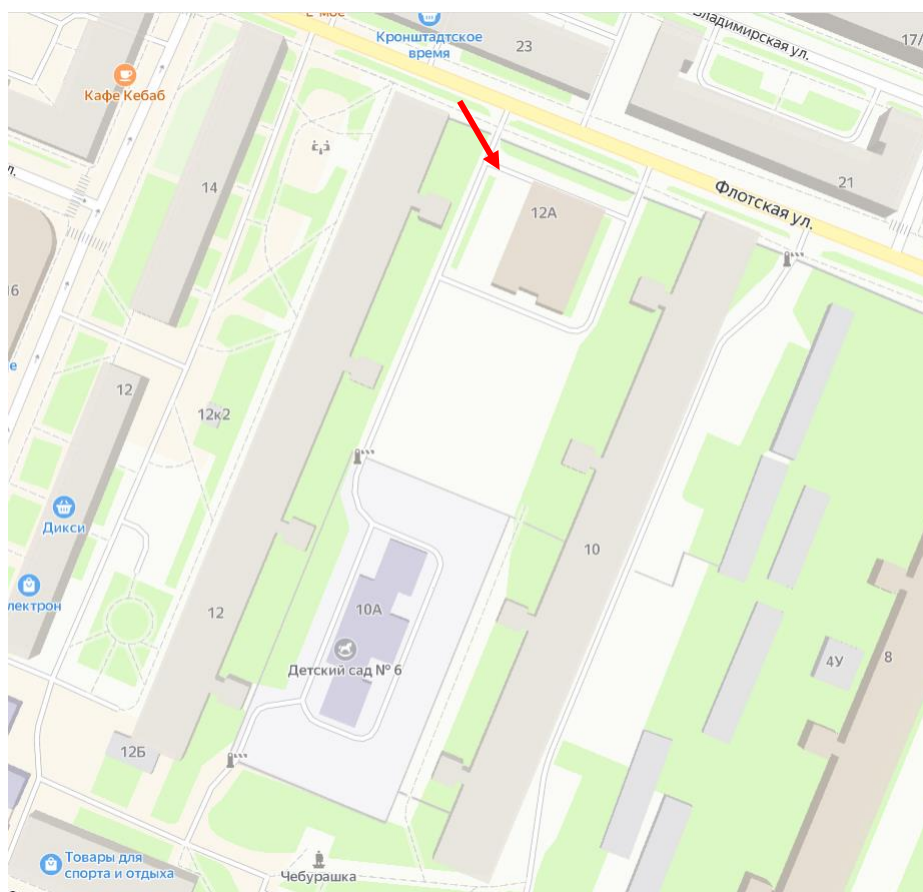 Кронштадтское
время
23
Владимирская ул.
17/
Кафе Кебаб
14
12А
21
Флотская ул.
16
12
12к2
Дикси
10
10А
12
Детский сад № 6
4У
8
12Б
Товары для
спорта и отдыха
Чебурашка